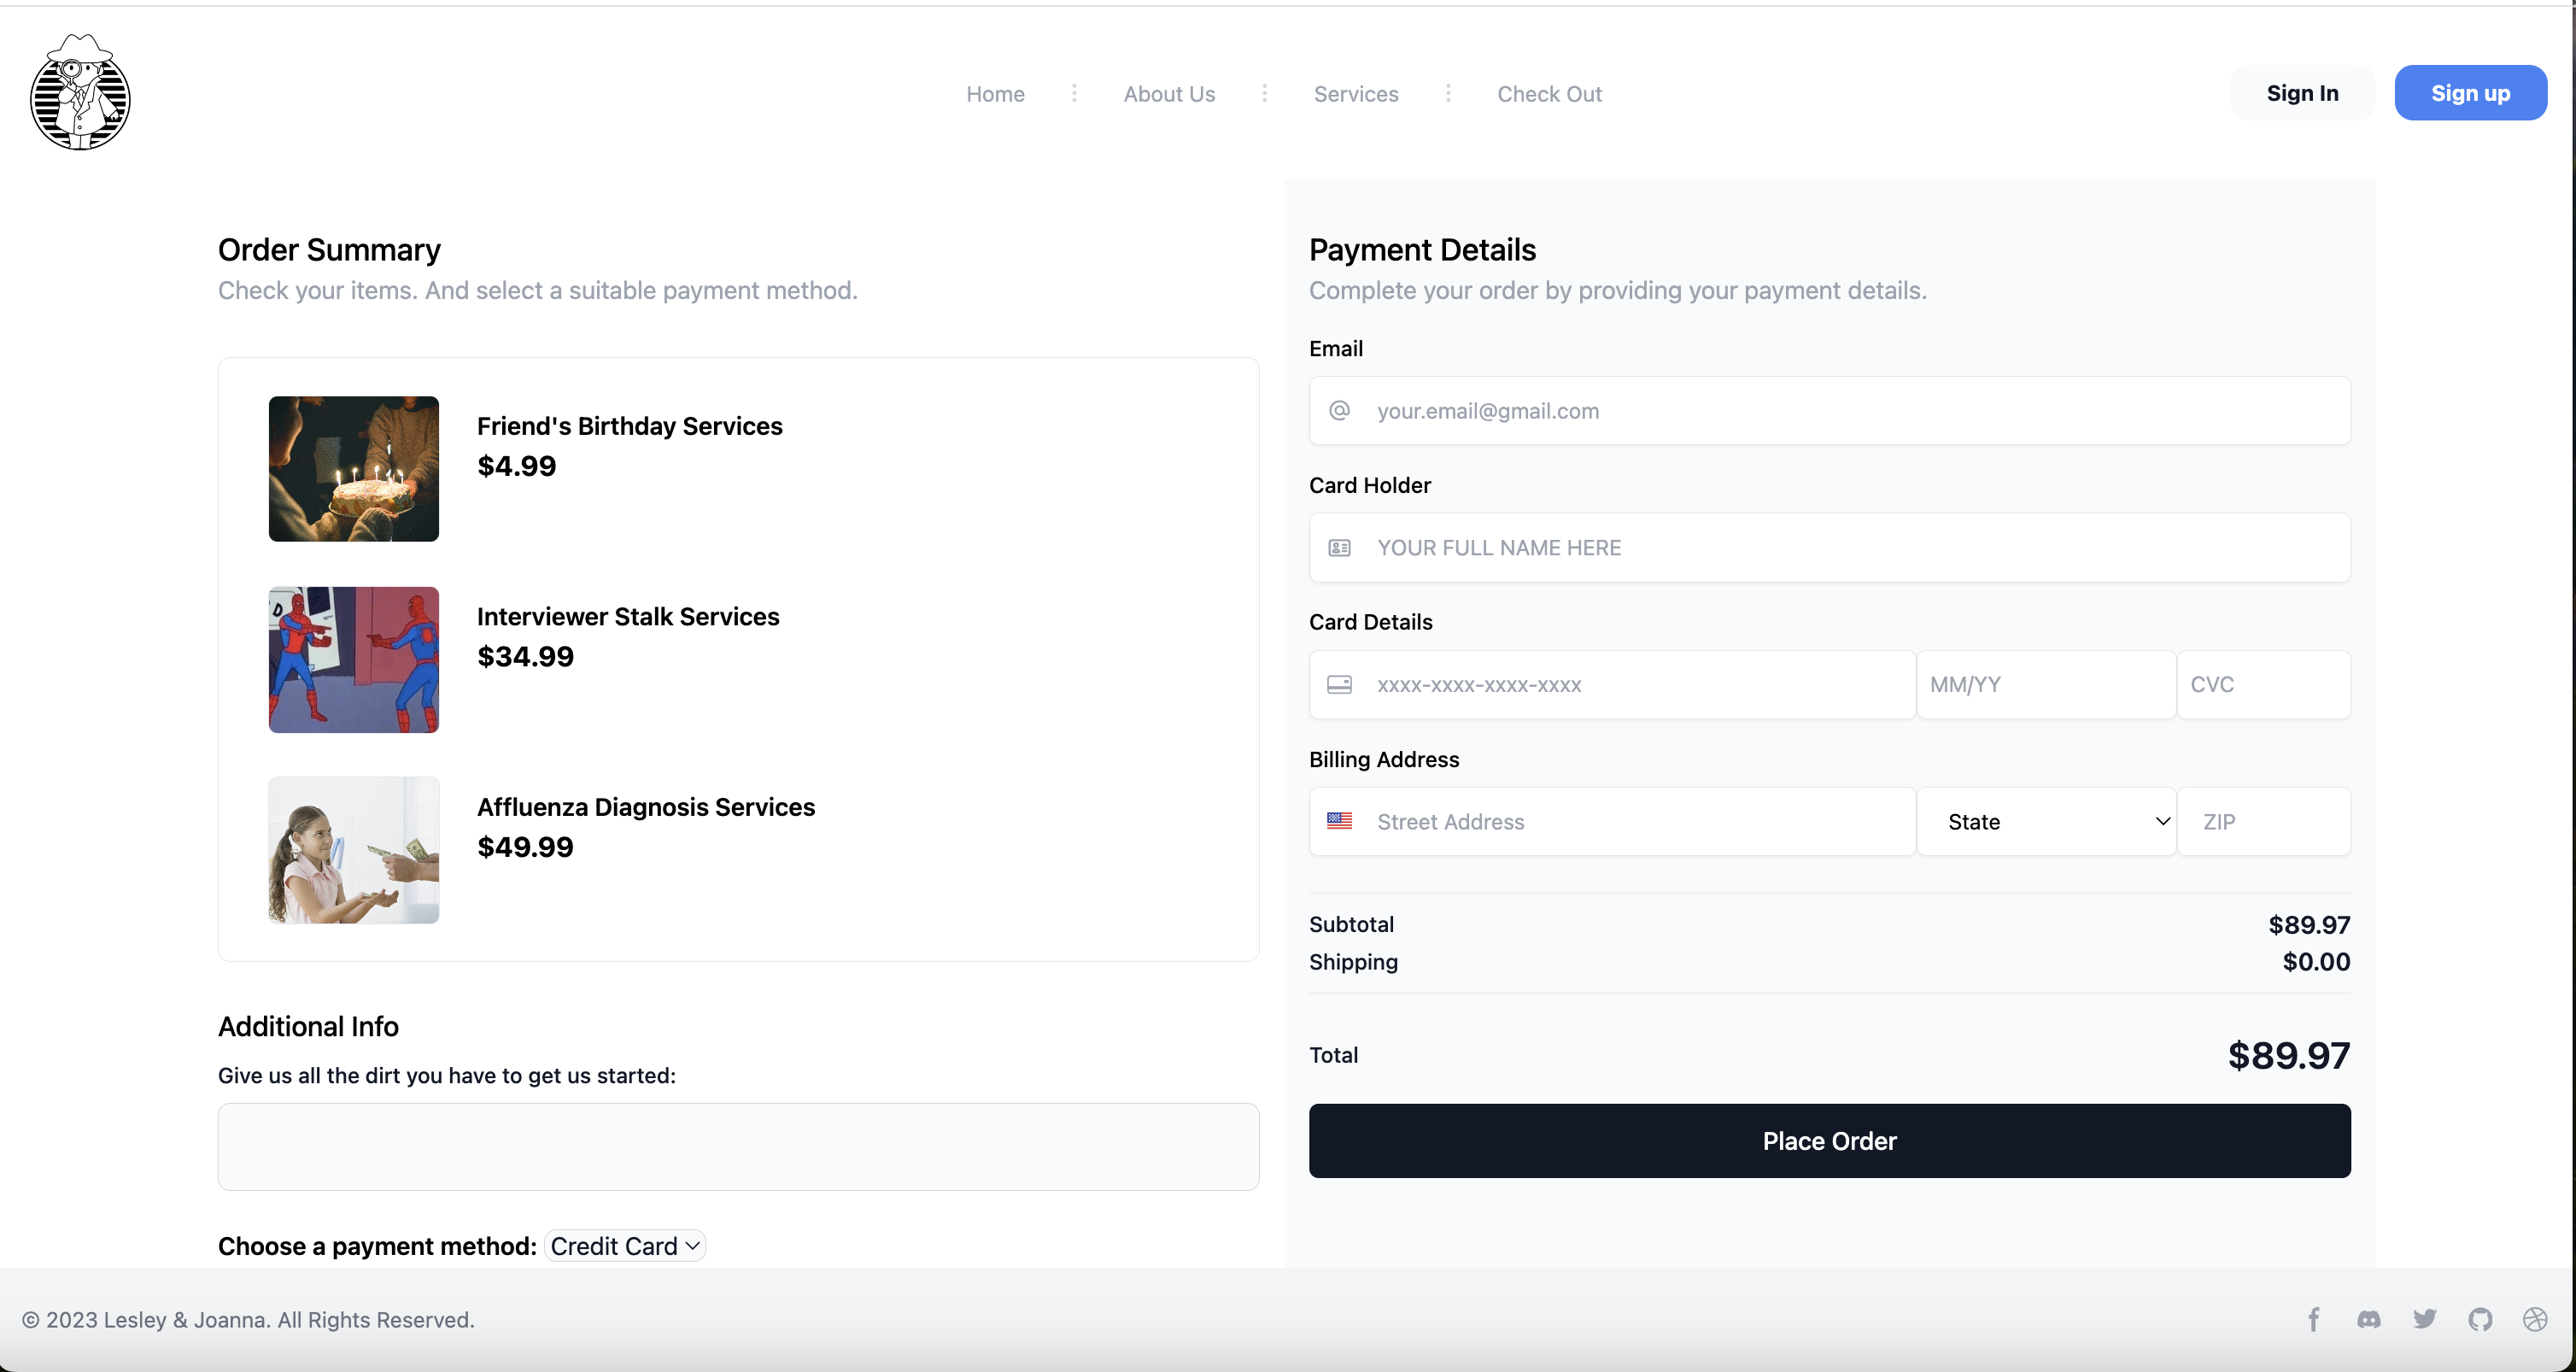 Home
About Us
Services
Check Out
Sign In
Sign up
Order Summary
Check your items. And select a suitable payment method.
Friend's Birthday Services
$4.99
Interviewer Stalk Services
$34.99
Affluenza Diagnosis Services
$49.99
Additional Info
Give us all the dirt you have to get us started:
Choose a payment method: Credit Card
Payment Details
Complete your order by providing your payment details.
Email
your.email@gmail.com
Card Holder
YOUR FULL NAME HERE
Card Details
xxxx-xxxx-xxxx-xxxx MM/YY CVC
Billing Address
Street Address State ZIP
Subtotal $89.97
Shipping $0.00
Total $89.97
Place Order
© 2023 Lesley & Joanna. All Rights Reserved.